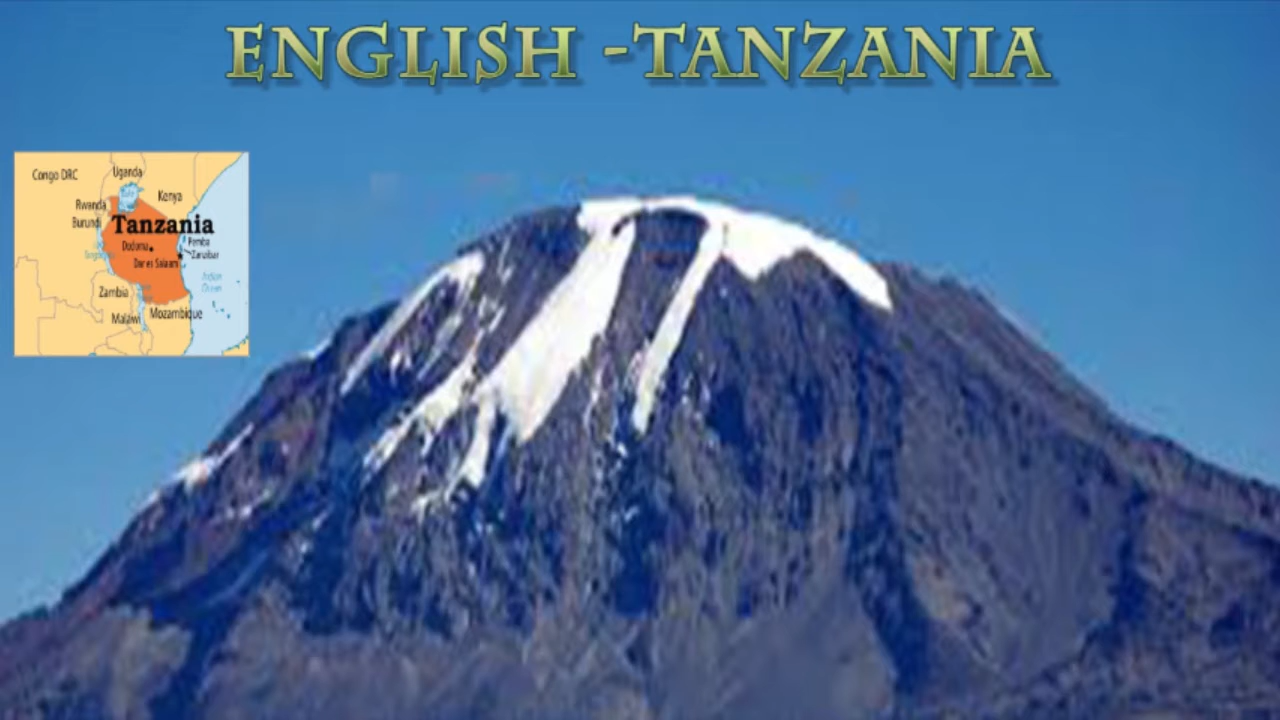 ENGLISH -TANZANIA
Congo DRC
Uganda
Kenya
Rwanda
Burundi
Tanzania
Dodoma
Pemba
Zanzibar
Dar es Salaam
Indian
Ocean
Zambia
Malawi
Mozambique